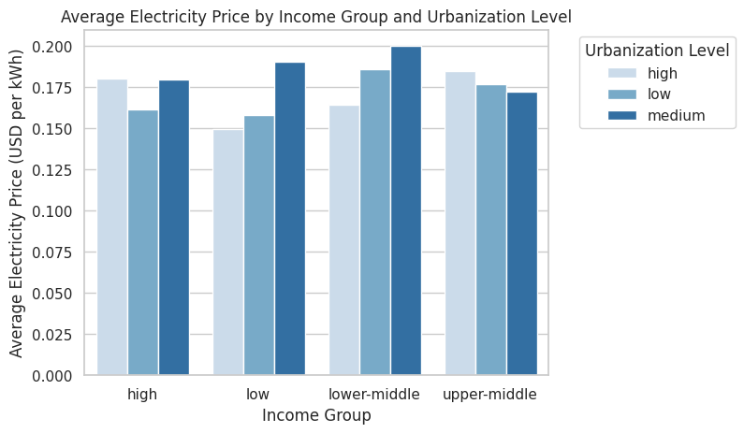 Average Electricity Price by Income Group and Urbanization Level
Average Electricity Price (USD per kWh)
0.200
0.175
0.150
0.125
0.100
0.075
0.050
0.025
0.000
high
low
lower-middle
upper-middle
Income Group
Urbanization Level
high
low
medium